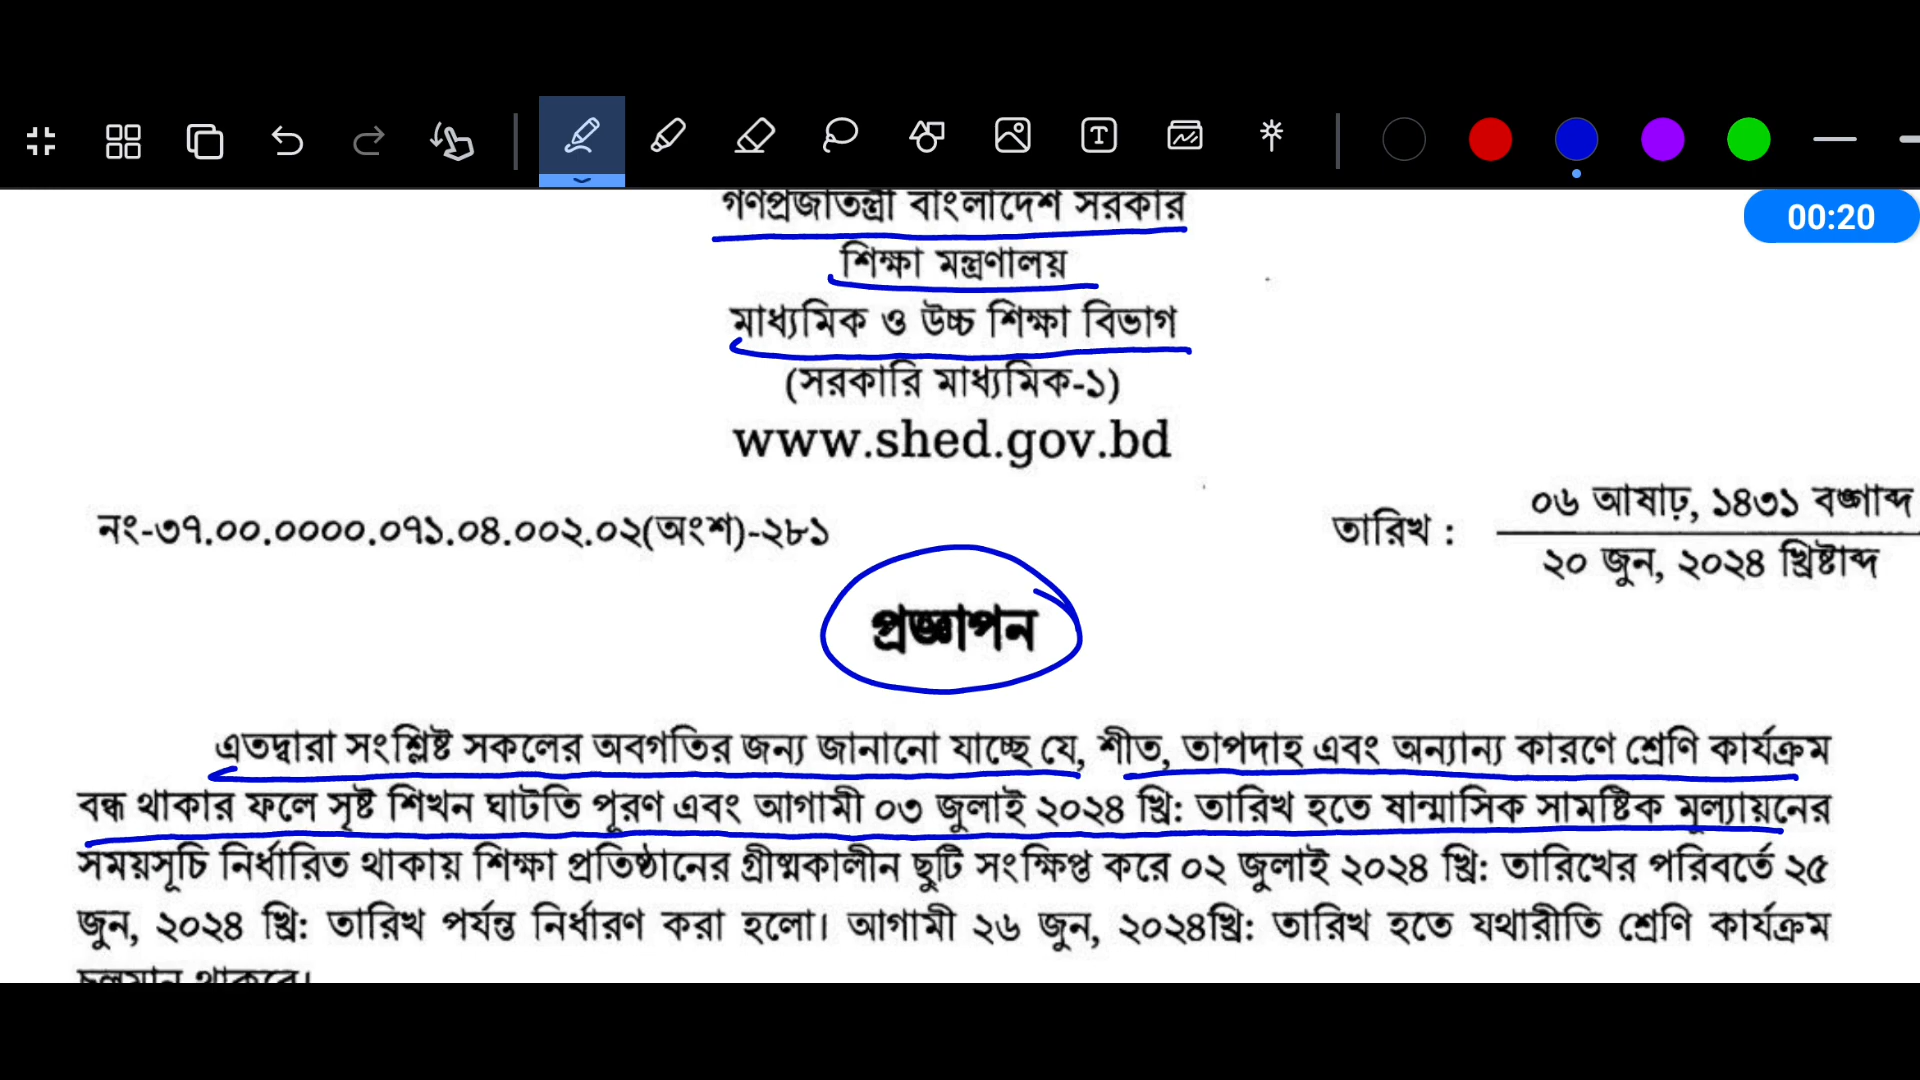 00:20
গণপ্রজাতন্ত্রী বাংলাদেশ সরকার
শিক্ষা মন্ত্রণালয়
মাধ্যমিক ও উচ্চ শিক্ষা বিভাগ
(সরকারি মাধ্যমিক-১)
www.shed.gov.bd
নং-৩৭.০০.০০০০.০৭১.০৪.০০২.০২(অংশ)-২৮১
তারিখ :
০৬ আষাঢ়, ১৪৩১ বঙ্গাব্দ
২০ জুন, ২০২৪ খ্রিষ্টাব্দ
প্রজ্ঞাপন
এতদ্বারা সংশ্লিষ্ট সকলের অবগতির জন্য জানানো যাচ্ছে যে, শীত, তাপদাহ এবং অন্যান্য কারণে শ্রেণি কার্যক্রম
বন্ধ থাকার ফলে সৃষ্ট শিখন ঘাটতি পূরণ এবং আগামী ০৩ জুলাই ২০২৪ খ্রি: তারিখ হতে ষান্মাসিক সামষ্টিক মূল্যায়নের
সময়সূচি নির্ধারিত থাকায় শিক্ষা প্রতিষ্ঠানের গ্রীষ্মকালীন ছুটি সংক্ষিপ্ত করে ০২ জুলাই ২০২৪ খ্রি: তারিখের পরিবর্তে ২৫
জুন, ২০২৪ খ্রি: তারিখ পর্যন্ত নির্ধারণ করা হলো। আগামী ২৬ জুন, ২০২৪খ্রি: তারিখ হতে যথারীতি শ্রেণি কার্যক্রম
চলমান থাকবে।